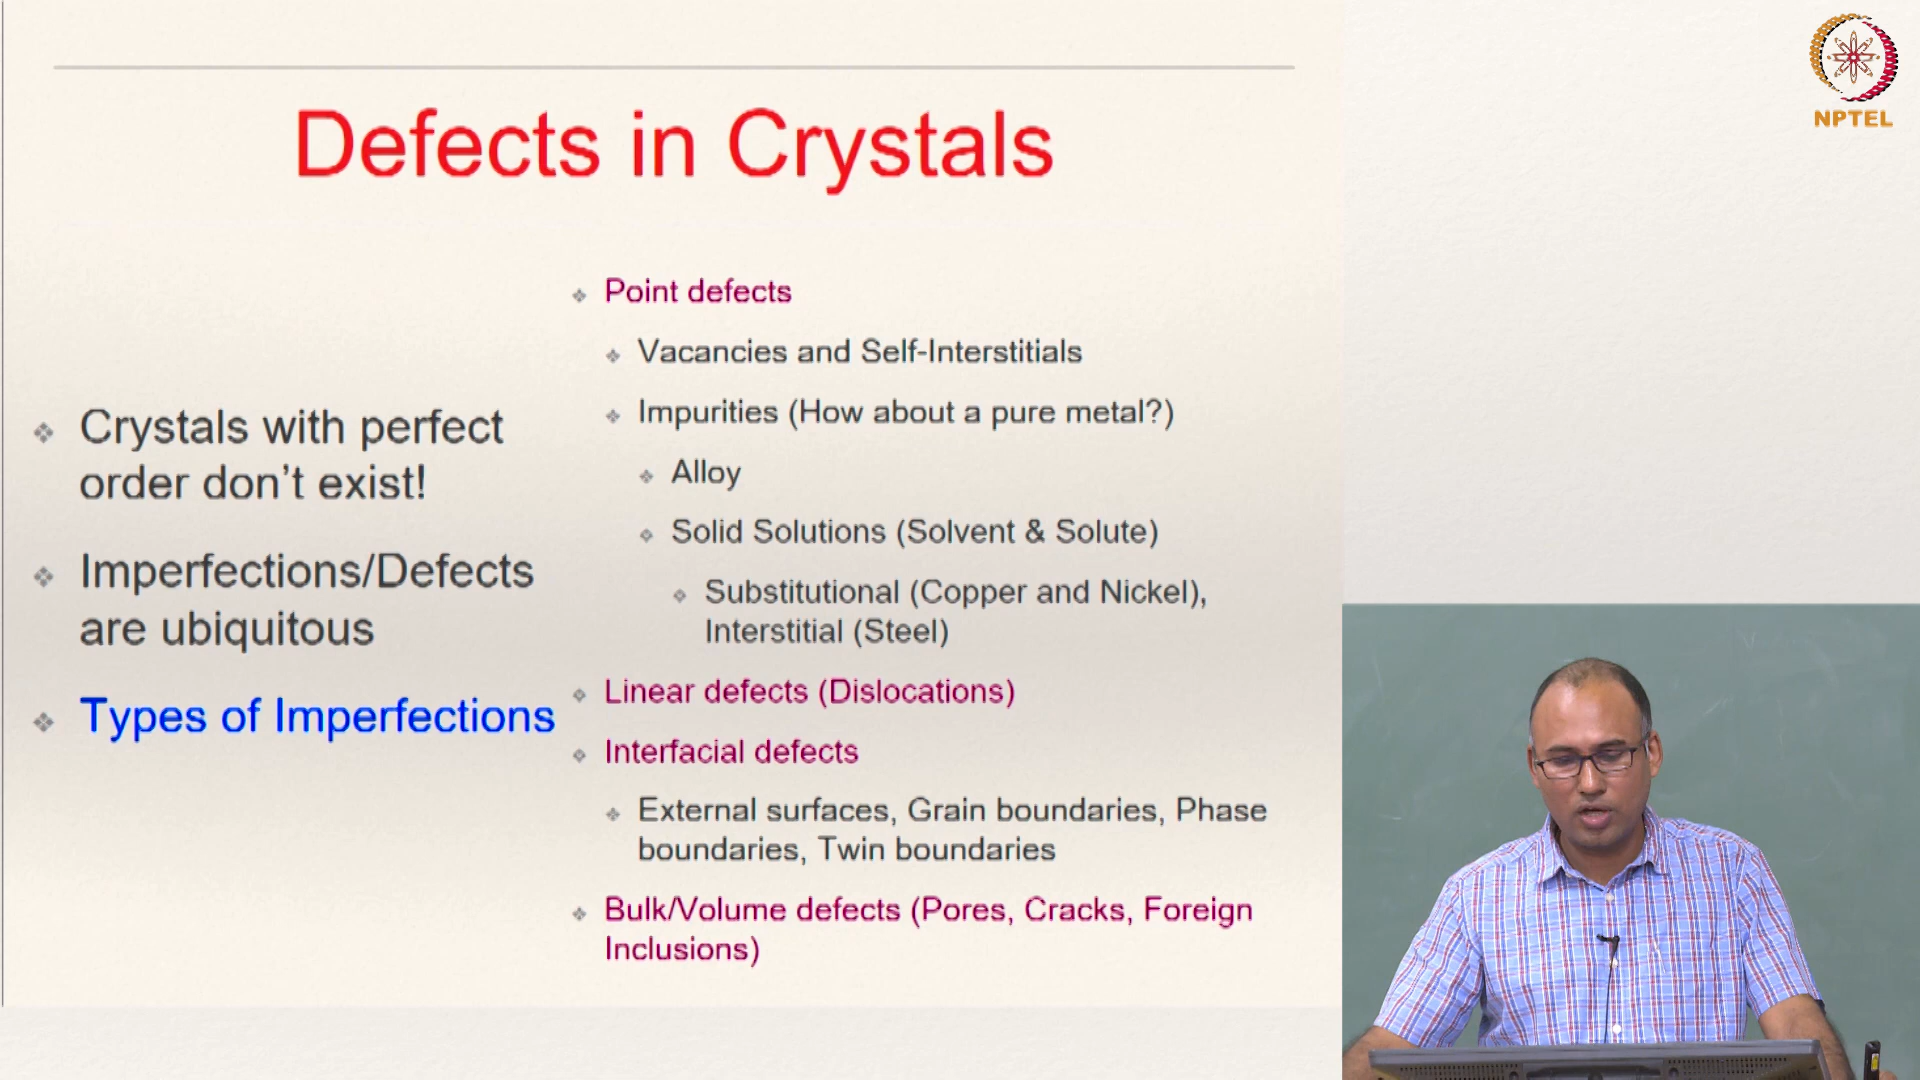 Defects in Crystals
Crystals with perfect
order don't exist!
Imperfections/Defects
are ubiquitous
Types of Imperfections
Point defects
Vacancies and Self-Interstitials
Impurities (How about a pure metal?)
Alloy
Solid Solutions (Solvent & Solute)
Substitutional (Copper and Nickel),
Interstitial (Steel)
Linear defects (Dislocations)
Interfacial defects
External surfaces, Grain boundaries, Phase
boundaries, Twin boundaries
Bulk/Volume defects (Pores, Cracks, Foreign
Inclusions)
NPTEL